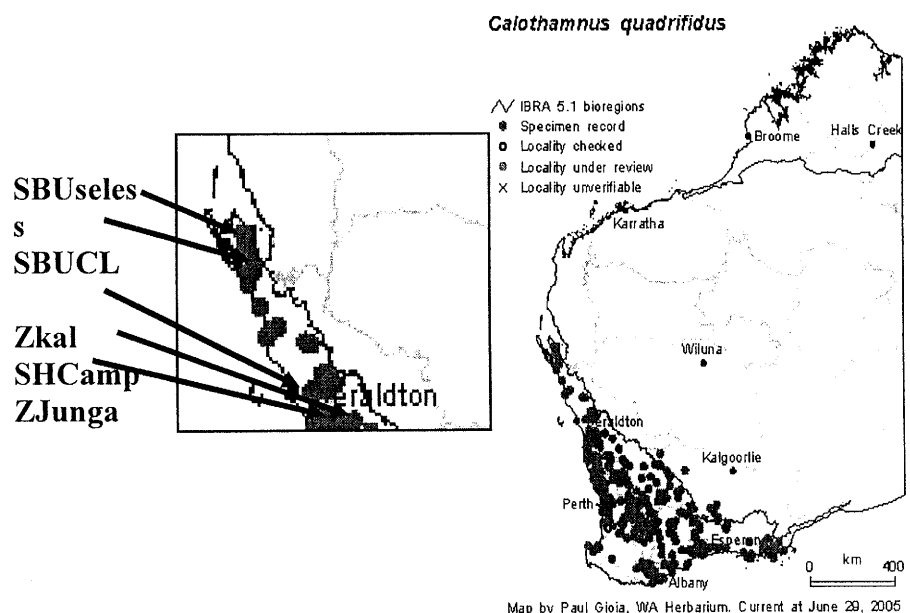 Calothamnus quadrifidus
IBRA 5.1 bioregions
Specimen record
Locality checked
Locality under review
Locality unverifiable
Broome
Halls Creek
Karratha
Wiluna
eraldton
Kalgoorlie
Perth
Esperan
Albany
km
0 400
Map by Paul Gioia, WA Herbarium. Current at June 29, 2005
SBUseles
s
SBUCL
Zkal
SHCamp
ZJunga
eraldton